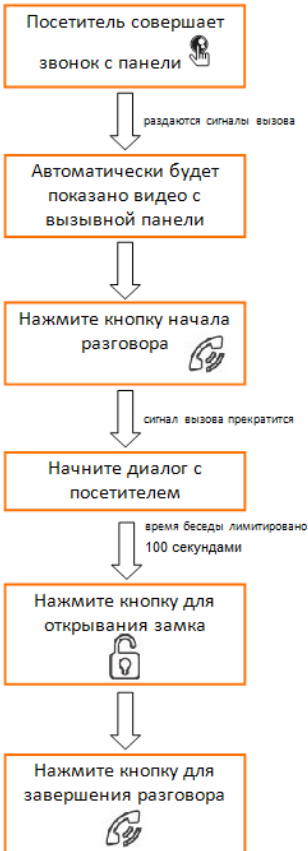 Посетитель совершает
звонок с панели
раздаются сигналы вызова
Автоматически будет
показано видео с
вызывной панели
Нажмите кнопку начала
разговора
сигнал вызова прекратится
Начните диалог с
посетителем
время беседы лимитировано
100 секундами
Нажмите кнопку для
открывания замка
Нажмите кнопку для
завершения разговора